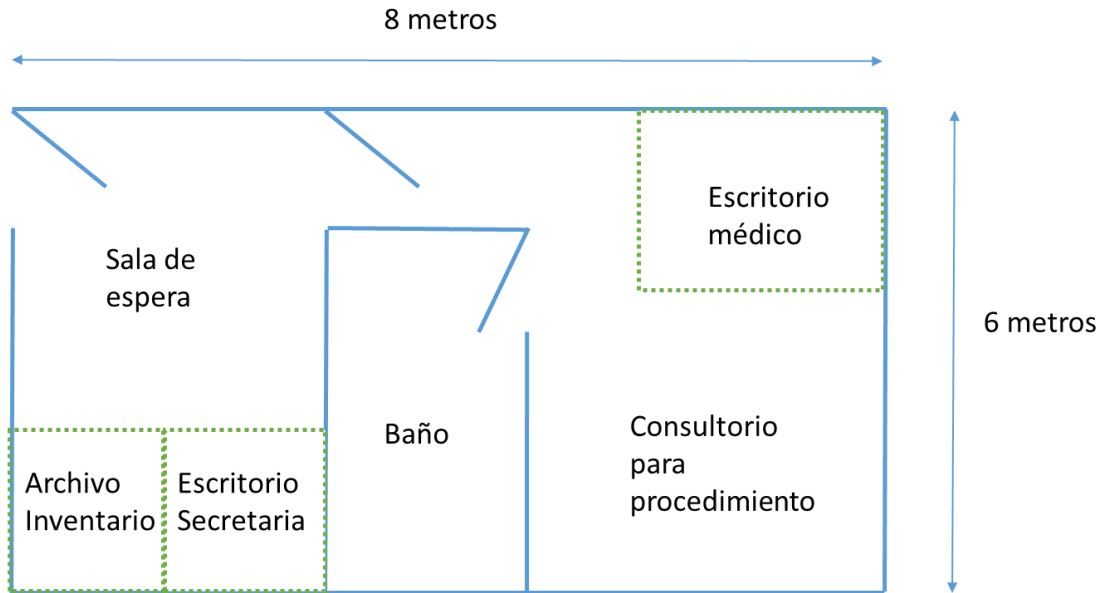 8 metros
Escritorio
médico
Sala de
espera
6 metros
Baño
Consultorio
para
procedimiento
Archivo
Inventario
Escritorio
Secretaria